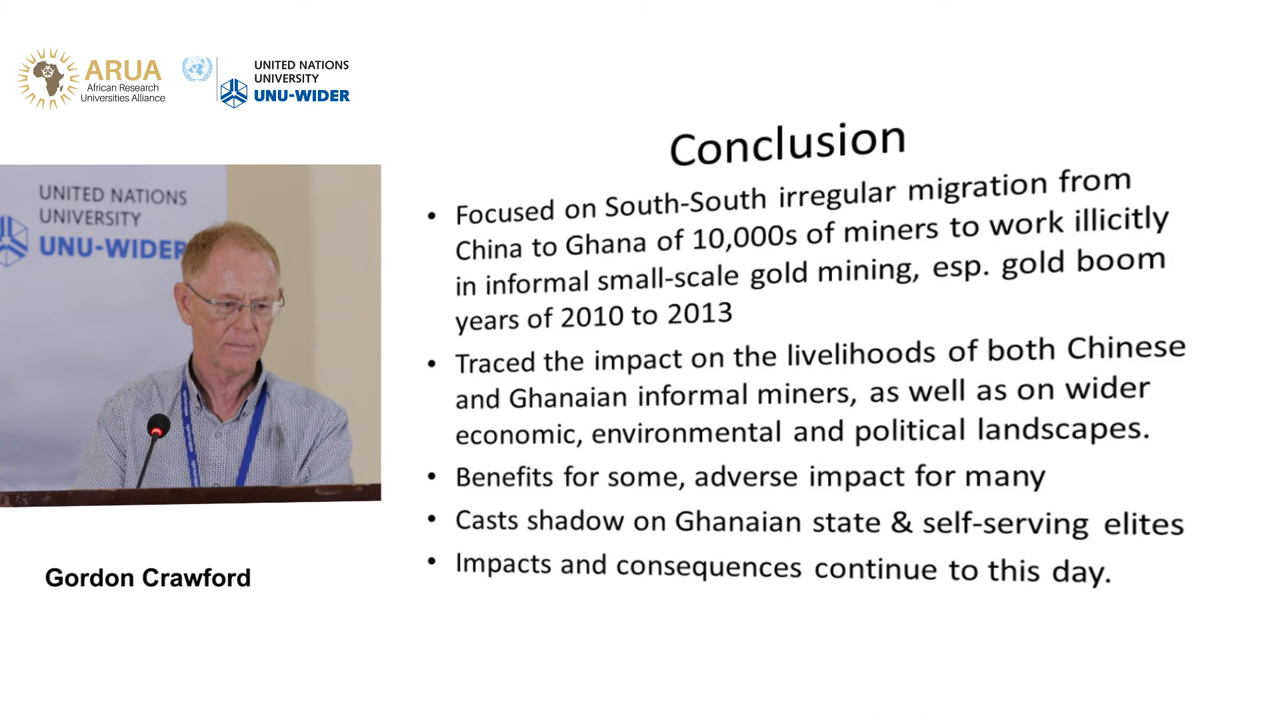 ARUA
African Research
Universities Alliance
UNITED NATIONS
UNIVERSITY
UNU-WIDER
UNITED NATIONS
UNIVERSITY
UNU-WIDER
Conclusion
• Focused on South-South irregular migration from
China to Ghana of 10,000s of miners to work illicitly
in informal small-scale gold mining, esp. gold boom
years of 2010 to 2013
• Traced the impact on the livelihoods of both Chinese
and Ghanaian informal miners, as well as on wider
economic, environmental and political landscapes.
• Benefits for some, adverse impact for many
• Casts shadow on Ghanaian state & self-serving elites
• Impacts and consequences continue to this day.
Gordon Crawford